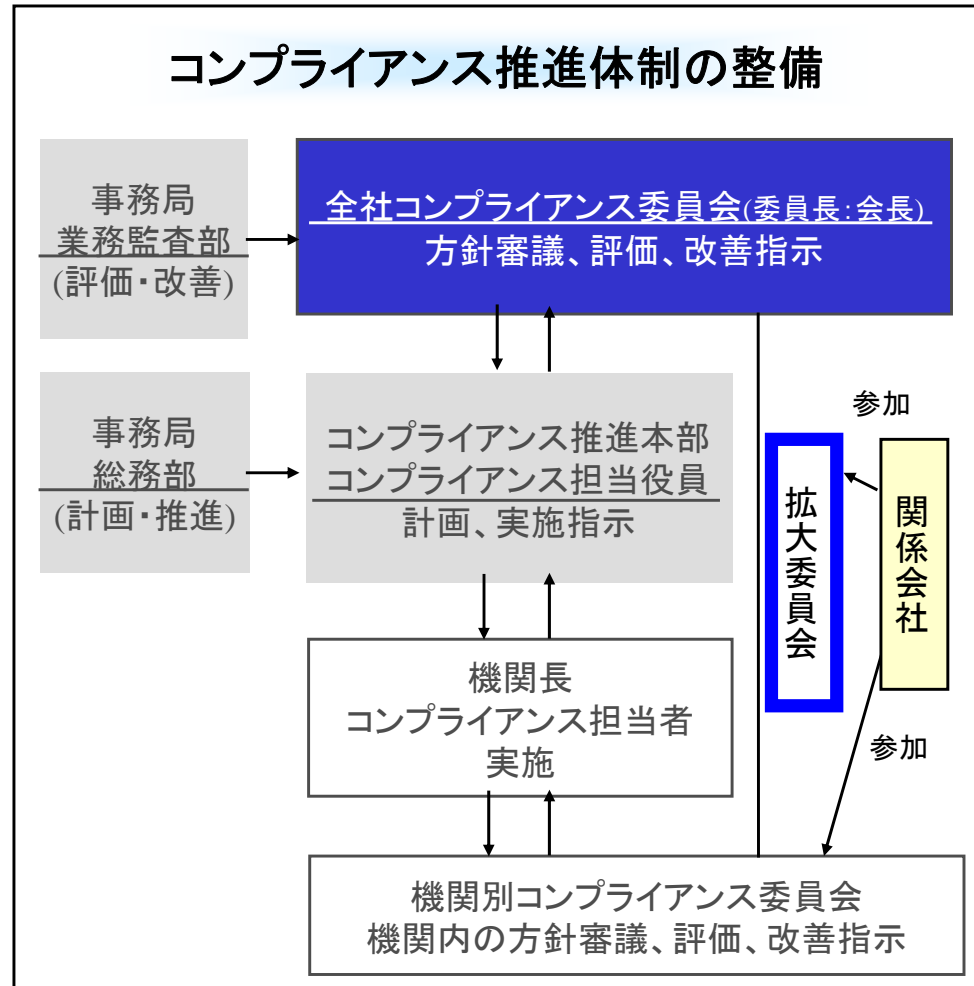 コンプライアンス推進体制の整備
事務局
業務監査部
(評価・改善)
全社コンプライアンス委員会(委員長:会長)
方針審議、評価、改善指示
事務局
総務部
(計画・推進)
コンプライアンス推進本部
コンプライアンス担当役員
計画、実施指示
参加
拡大委員会
関係会社
機関長
コンプライアンス担当者
実施
参加
機関別コンプライアンス委員会
機関内の方針審議、評価、改善指示